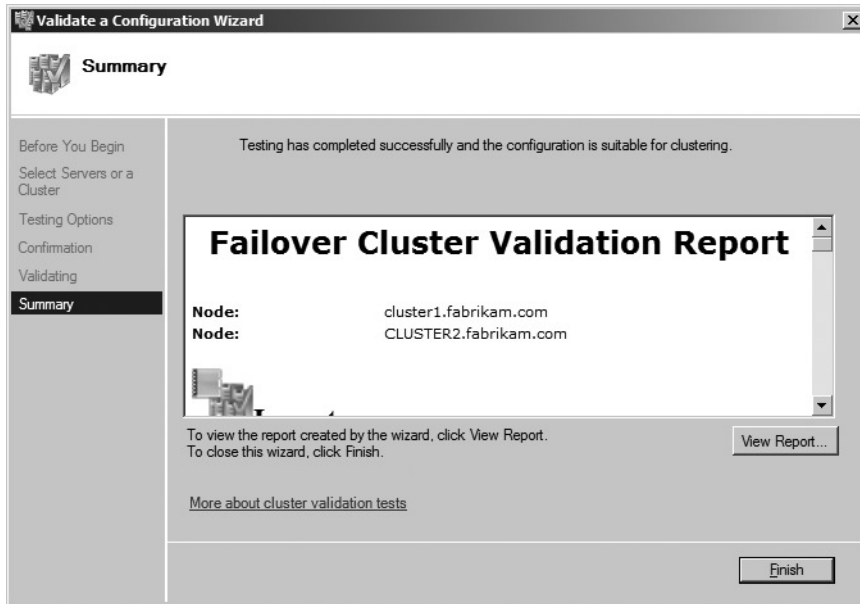 Validate a Configuration Wizard
Summary
Before You Begin
Select Servers or a
Cluster
Testing Options
Confirmation
Validating
Summary
Testing has completed successfully and the configuration is suitable for clustering.
Failover Cluster Validation Report
Node: cluster1.fabrikam.com
Node: CLUSTER2.fabrikam.com
To view the report created by the wizard, click View Report.
To close this wizard, click Finish.
View Report...
More about cluster validation tests
Finish